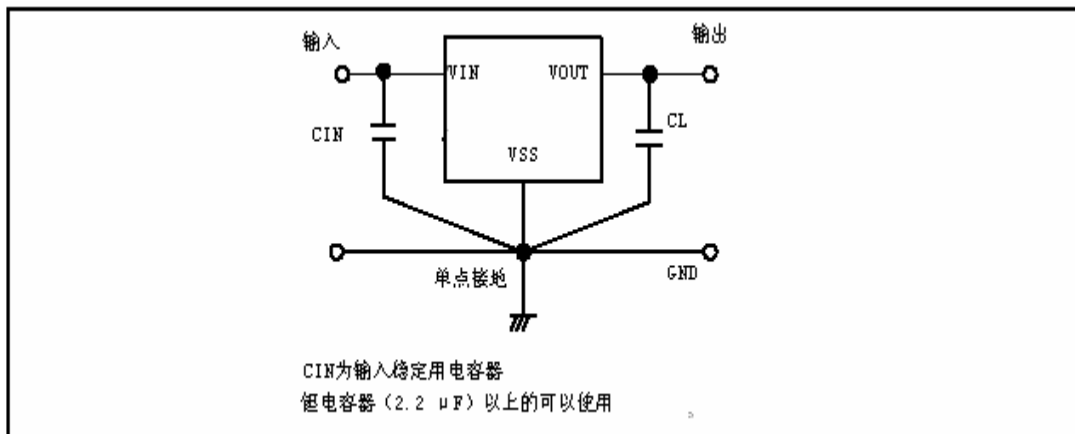 输入
输出
VIN
VOUT
CIN
CL
VSS
单点接地
GND
CIN为输入稳定用电容器
钽电容器（2.2 μF）以上的可以使用